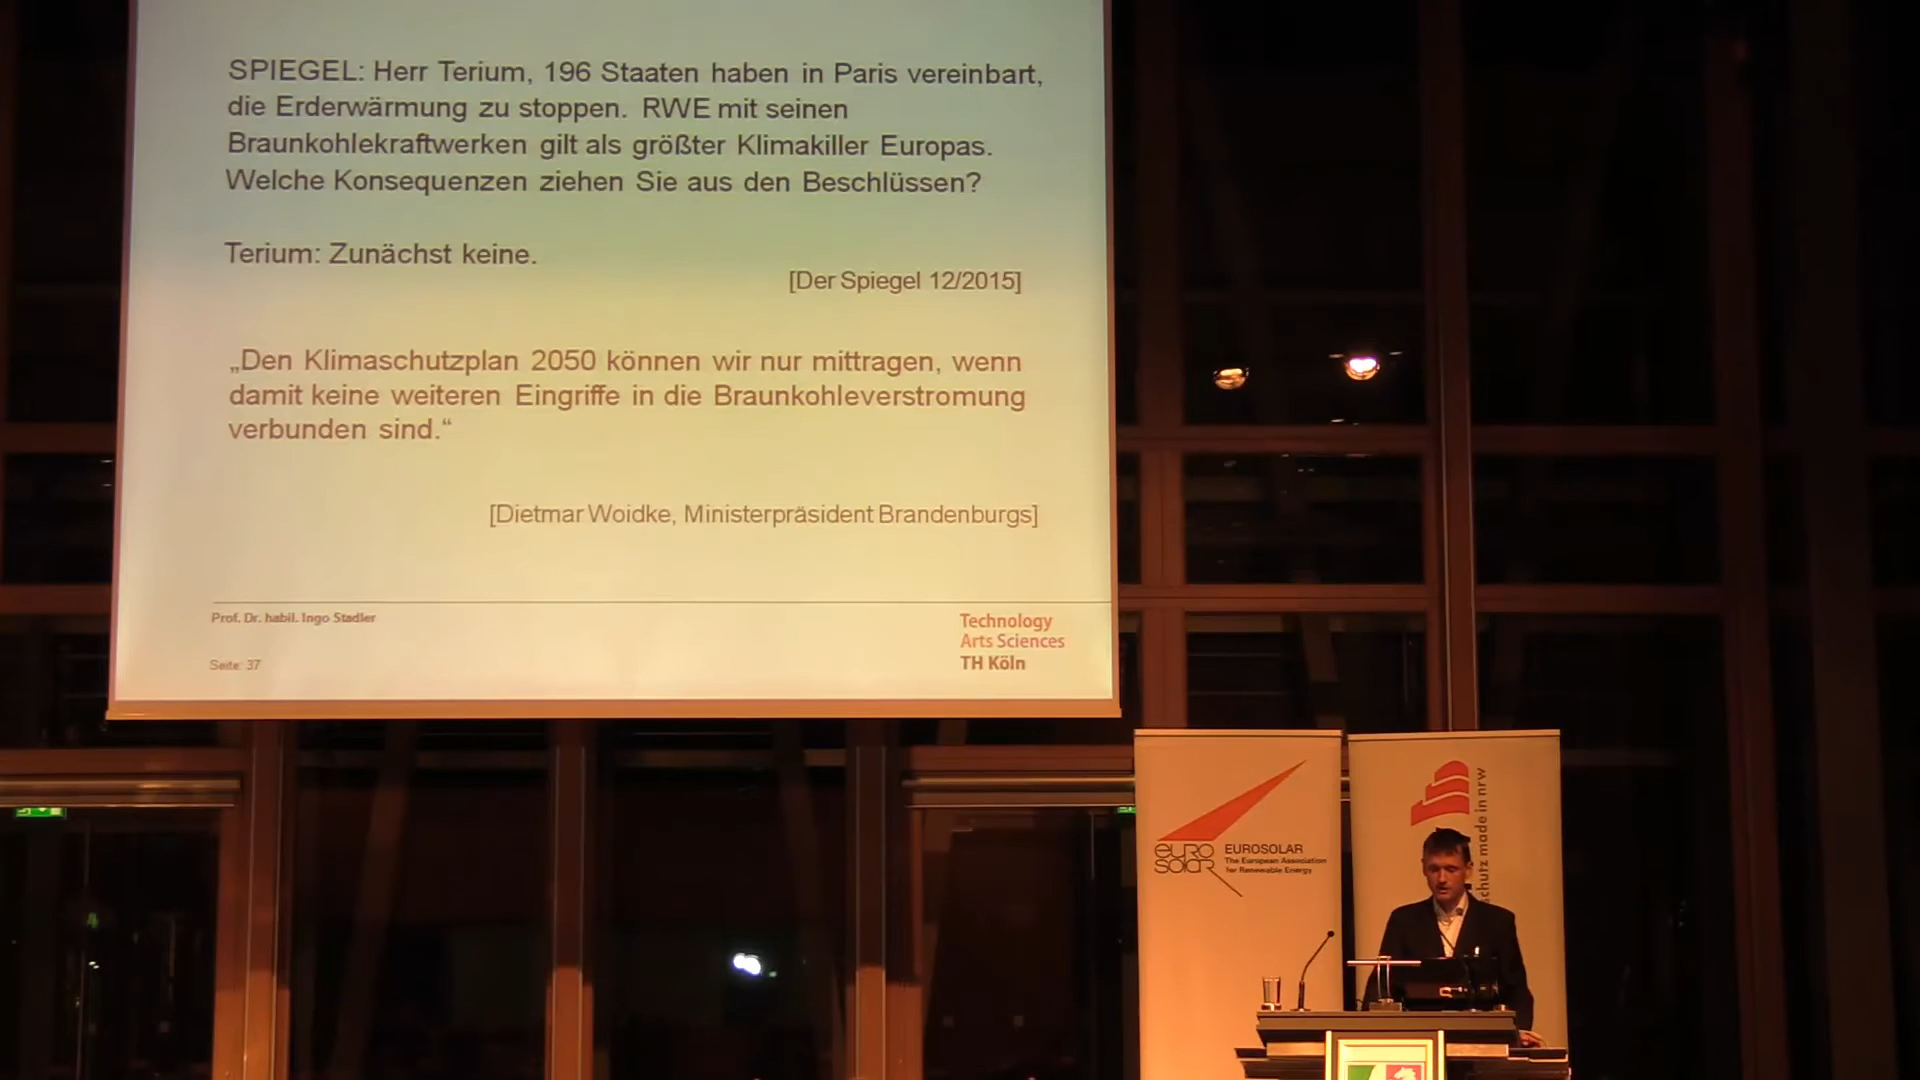 SPIEGEL: Herr Terium, 196 Staaten haben in Paris vereinbart,
die Erderwärmung zu stoppen. RWE mit seinen
Braunkohlekraftwerken gilt als größter Klimakiller Europas.
Welche Konsequenzen ziehen Sie aus den Beschlüssen?
Terium: Zunächst keine.
[Der Spiegel 12/2015]
„Den Klimaschutzplan 2050 können wir nur mittragen, wenn
damit keine weiteren Eingriffe in die Braunkohleverstromung
verbunden sind.“
[Dietmar Woidke, Ministerpräsident Brandenburgs]
Prof. Dr. habil. Ingo Stadler
Seite: 37
Technology
Arts Sciences
TH Köln
euro
solar
EUROSOLAR
The European Association
for Renewable Energy
schutz made in nrw